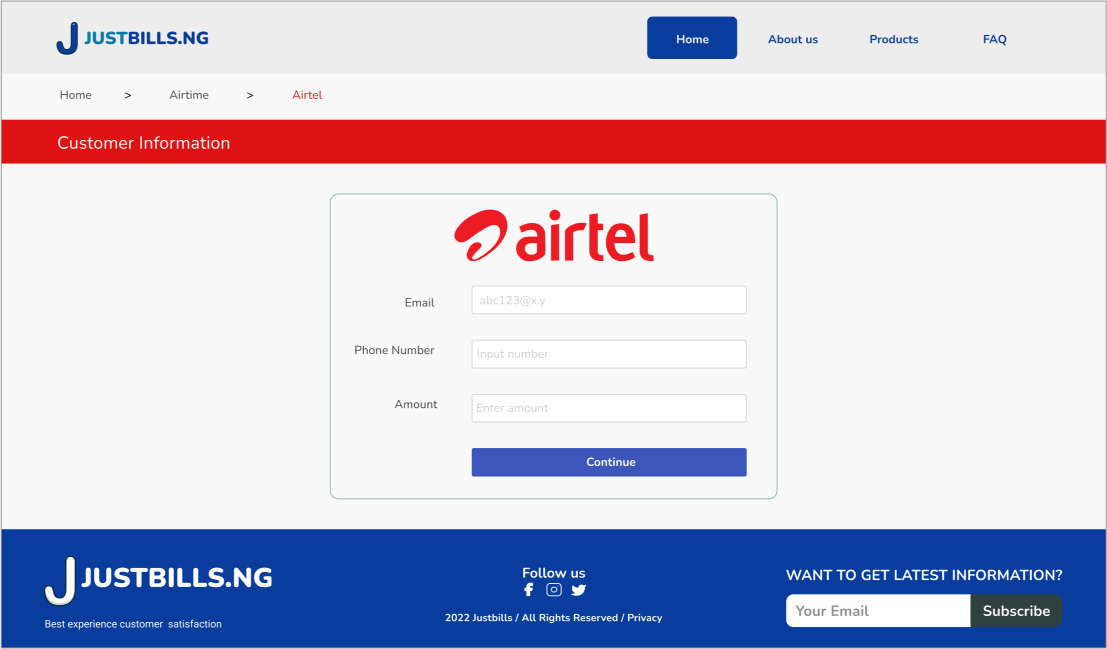 JUSTBILLS.NG
Home About us Products FAQ
Home > Airtime > Airtel
Customer Information
airtel
Email abc123@x.y
Phone Number Input number
Amount Enter amount
Continue
JUSTBILLS.NG
Best experience customer satisfaction
Follow us
2022 Justbills / All Rights Reserved / Privacy
WANT TO GET LATEST INFORMATION?
Your Email Subscribe